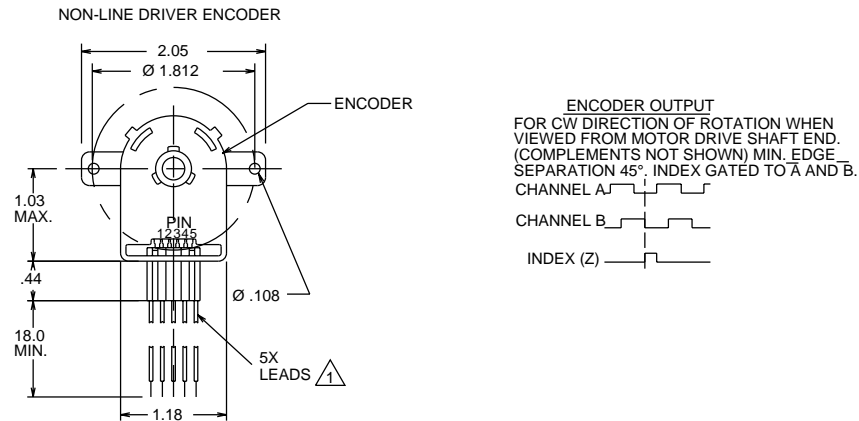 NON-LINE DRIVER ENCODER
2.05
Ø 1.812
ENCODER
1.03
MAX.
PIN
12345
.44
Ø .108
18.0
MIN.
5X
LEADS 1
1.18
ENCODER OUTPUT
FOR CW DIRECTION OF ROTATION WHEN
VIEWED FROM MOTOR DRIVE SHAFT END.
(COMPLEMENTS NOT SHOWN) MIN. EDGE
SEPARATION 45°. INDEX GATED TO A̅ AND B̅.
CHANNEL A
CHANNEL B
INDEX (Z)